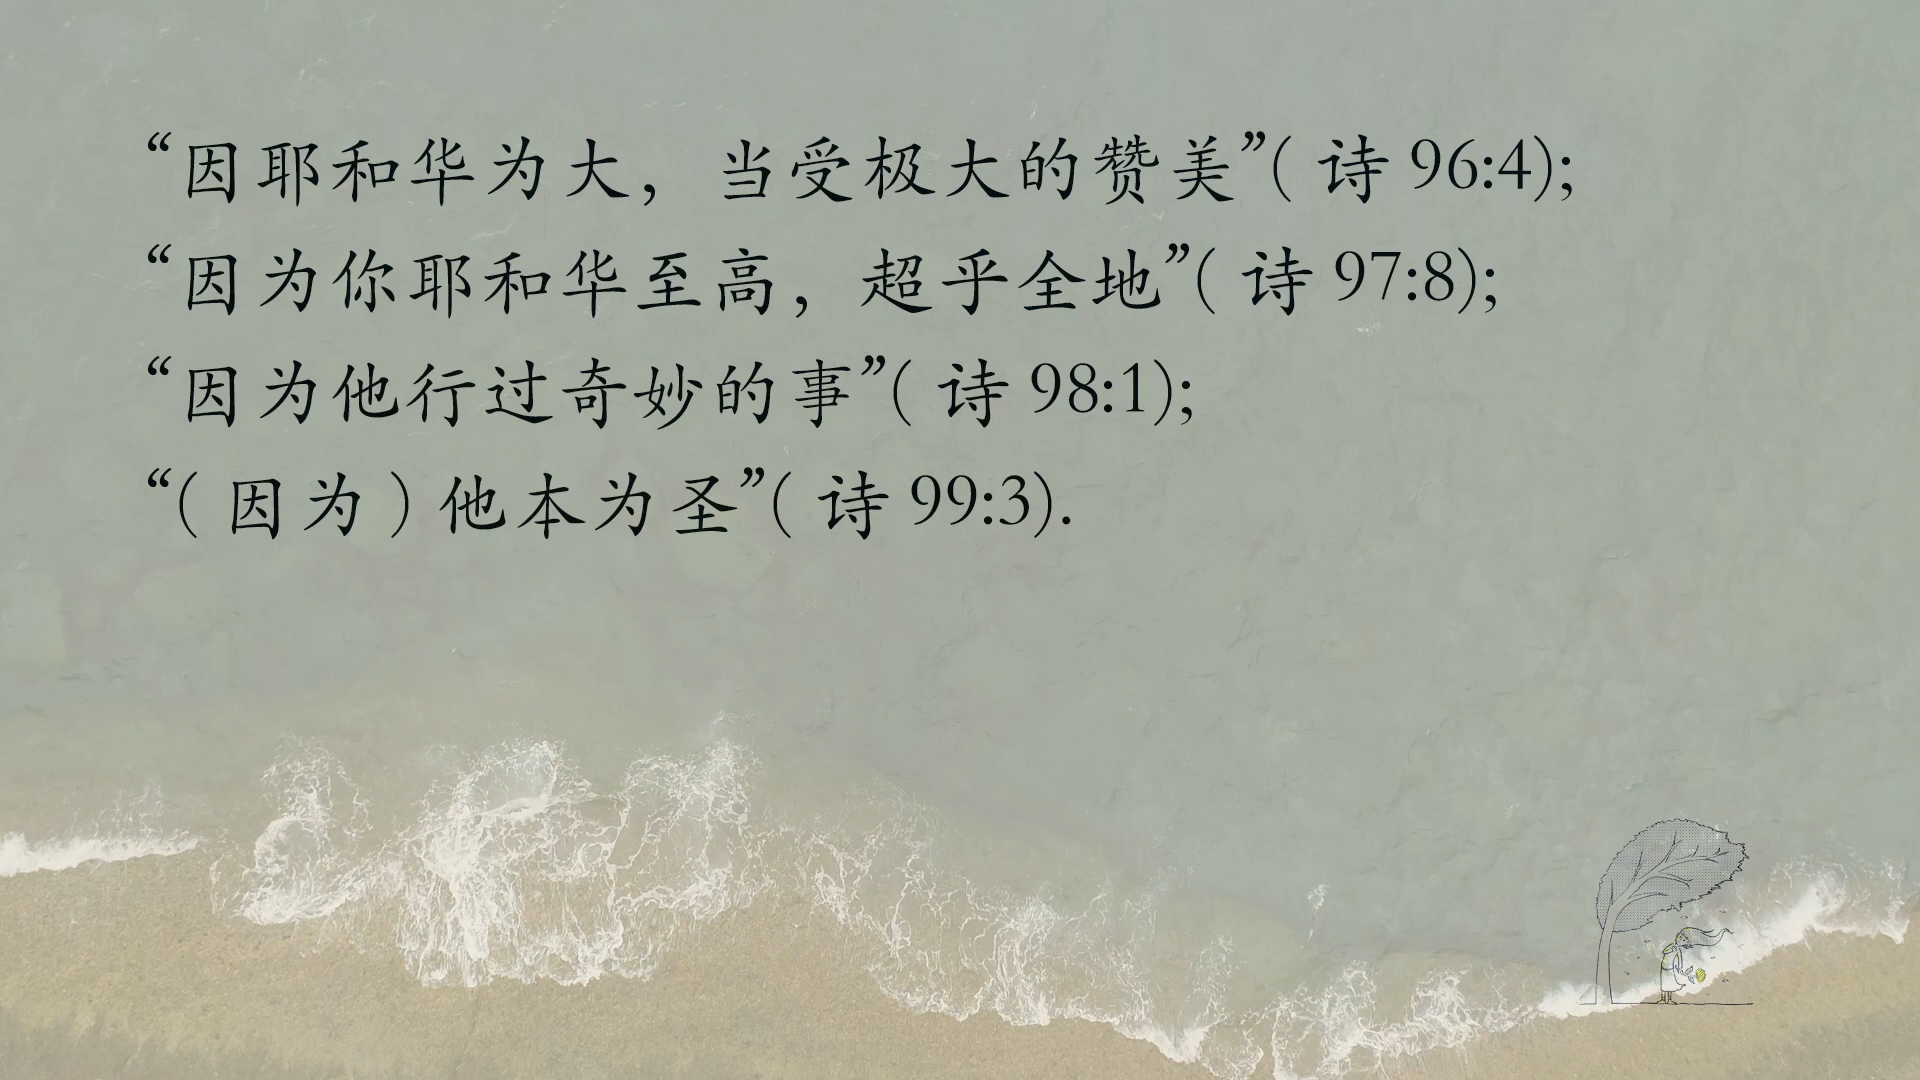 “因耶和华为大，当受极大的赞美”(诗 96:4);
“因为你耶和华至高，超乎全地”(诗 97:8);
“因为他行过奇妙的事”(诗 98:1);
“(因为)他本为圣”(诗 99:3).